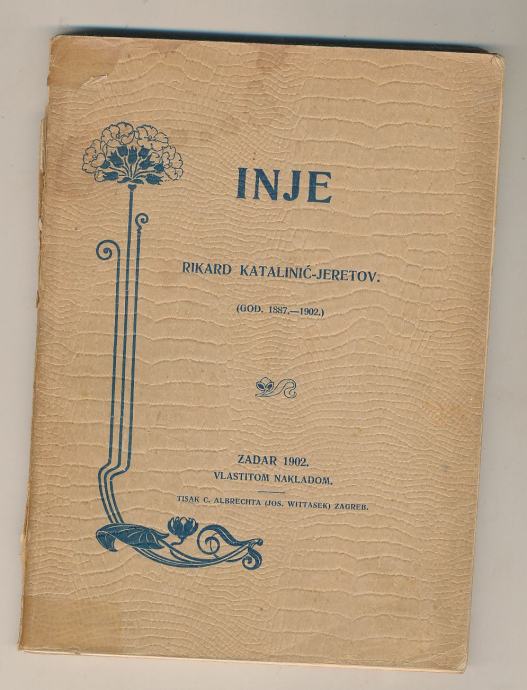 INJE
RIKARD KATALINIĆ-JERETOV.
(GOD. 1887.—1902.)
ZADAR 1902.
VLASTITOM NAKLADOM.
TISAK C. ALBRECHTA (JOS. WITTASEK) ZAGREB.